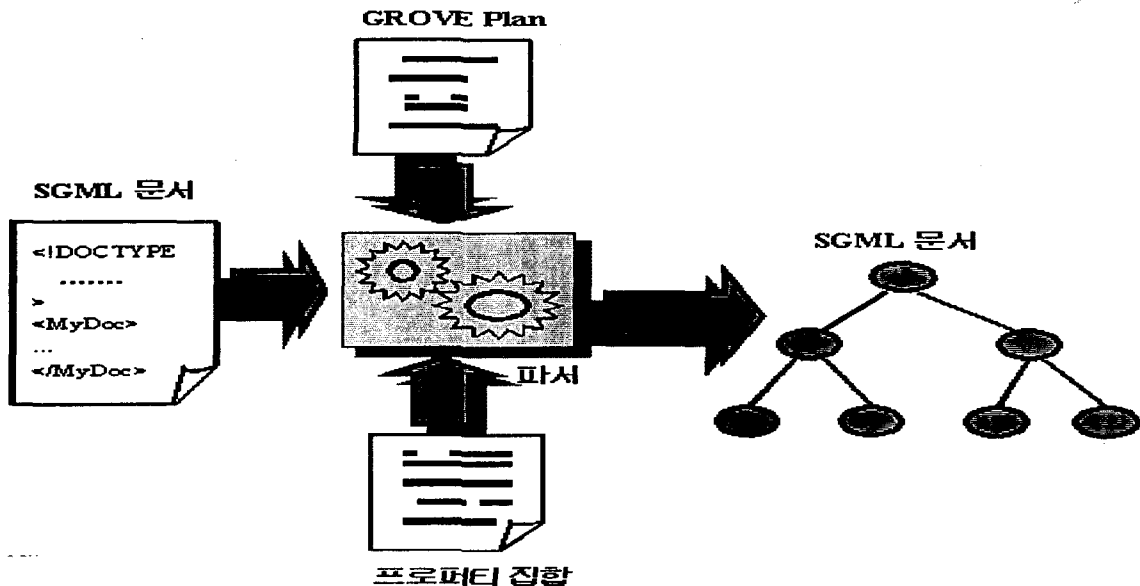 GROVE Plan
SGML 문서
<!DOCTYPE
.......
>
<MyDoc>
...
</MyDoc>
파서
SGML 문서
프로퍼티 집합